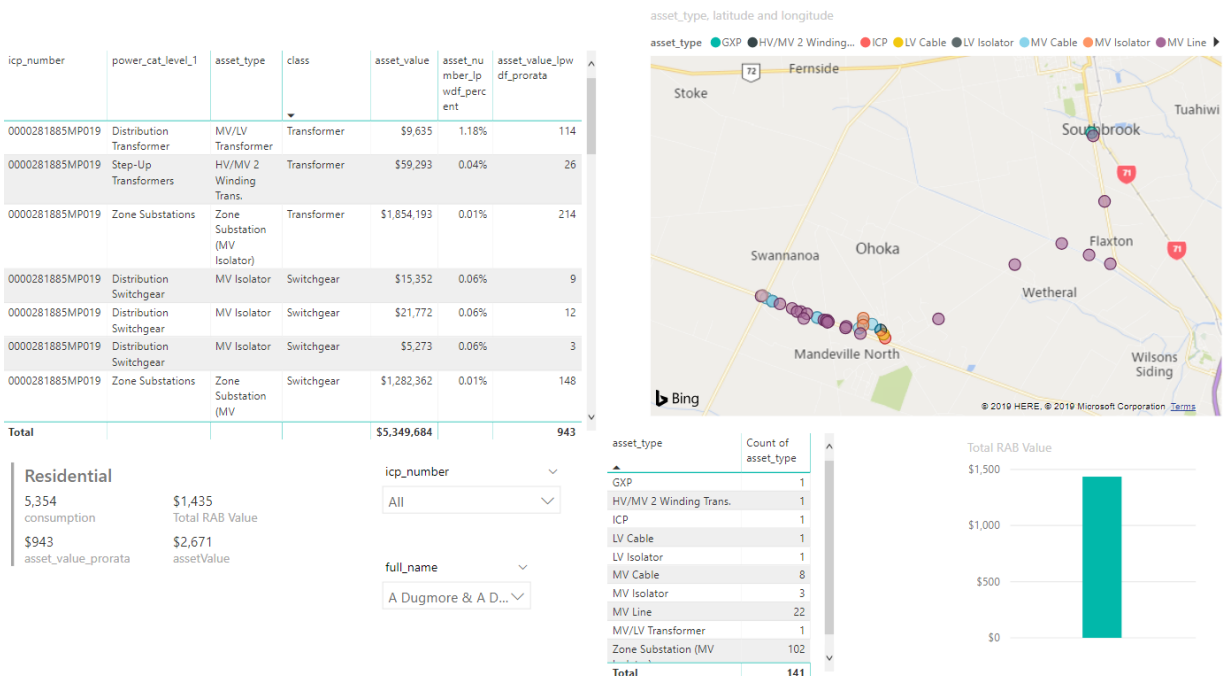 asset_type, latitude and longitude
asset_type GXP HV/MV 2 Winding... ICP LV Cable LV Isolator MV Cable MV Isolator MV Line
icp_number power_cat_level_1 asset_type class asset_value asset_nu asset_value_lpw
mber_lp df_prorata
wdf_perc
ent
0000281885MP019 Distribution MV/LV Transformer $9,635 1.18% 114
Transformer Transformer
0000281885MP019 Step-Up HV/MV 2 Transformer $59,293 0.04% 26
Transformers Winding
Trans.
0000281885MP019 Zone Substations Zone Transformer $1,854,193 0.01% 214
Substation
(MV
Isolator)
0000281885MP019 Distribution MV Isolator Switchgear $15,352 0.06% 9
Switchgear
0000281885MP019 Distribution MV Isolator Switchgear $21,772 0.06% 12
Switchgear
0000281885MP019 Distribution MV Isolator Switchgear $5,273 0.06% 3
Switchgear
0000281885MP019 Zone Substations Zone Switchgear $1,282,362 0.01% 148
Substation
(MV
Total $5,349,684 943
72 Fernside
Stoke
Tuahiwi
Southbrook
71
Flaxton
71
Ohoka
Swannanoa
Wetheral
Mandeville North
Wilsons
Siding
Bing
© 2019 HERE, © 2019 Microsoft Corporation Terms
Residential
5,354 $1,435
consumption Total RAB Value
$943 $2,671
asset_value_prorata assetValue
icp_number
All
full_name
A Dugmore & A D...
asset_type Count of
asset_type
GXP 1
HV/MV 2 Winding Trans. 1
ICP 1
LV Cable 1
LV Isolator 1
MV Cable 8
MV Isolator 3
MV Line 22
MV/LV Transformer 1
Zone Substation (MV 102
Total 141
Total RAB Value
$1,500
$1,000
$500
$0